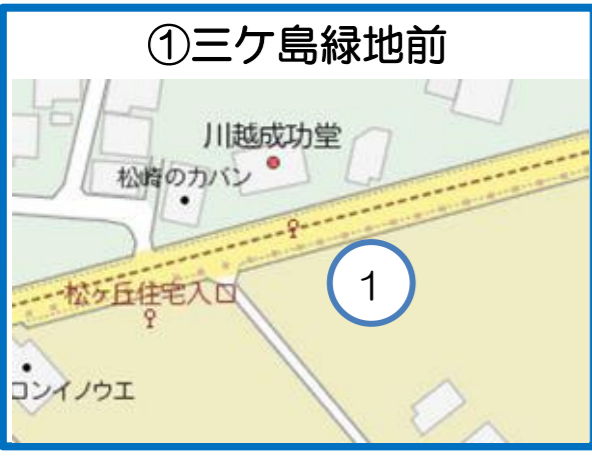 ①三ケ島緑地前
川越成功堂
松崎のカバン
松ヶ丘住宅入口
1
コンイノウエ